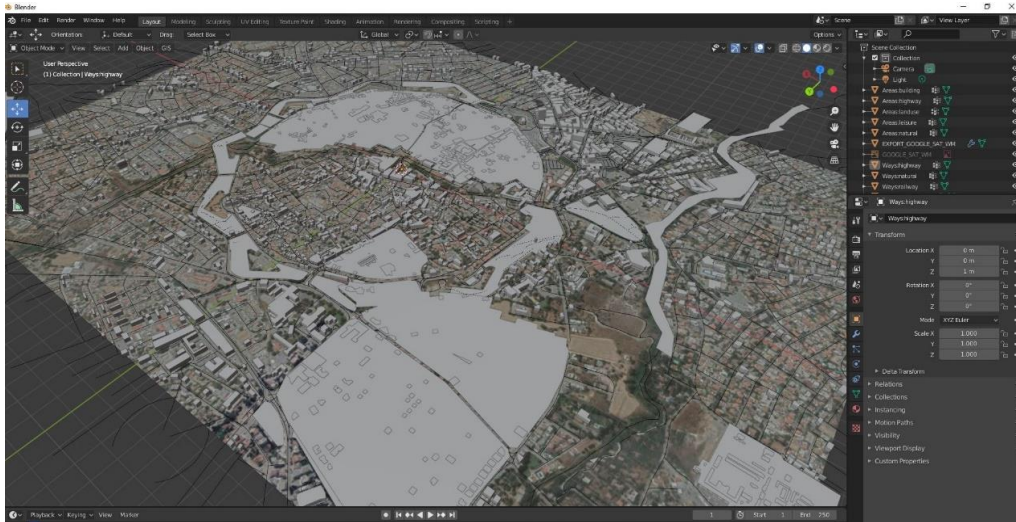 Blender
File Edit Render Window Help Layout Modeling Sculpting UV Editing Texture Paint Shading Animation Rendering Compositing Scripting + Scene View Layer
Orientation: Default Drag: Select Box Global Options
Object Mode View Select Add Object GIS
User Perspective
(1) Collection | Ways:highway
Scene Collection
Collection
Camera
Light
Areas:building
Areas:highway
Areas:landuse
Areas:leisure
Areas:natural
EXPORT_GOOGLE_SAT_WM
GOOGLE_SAT_WM
Ways:highway
Ways:natural
Ways:railway
Ways:highway
Ways:highway
Transform
Location X 0 m
Y 0 m
Z 1 m
Rotation X 0°
Y 0°
Z 0°
Mode XYZ Euler
Scale X 1.000
Y 1.000
Z 1.000
Delta Transform
Relations
Collections
Instancing
Motion Paths
Visibility
Viewport Display
Custom Properties
Playback Keying View Marker 1 Start 1 End 250